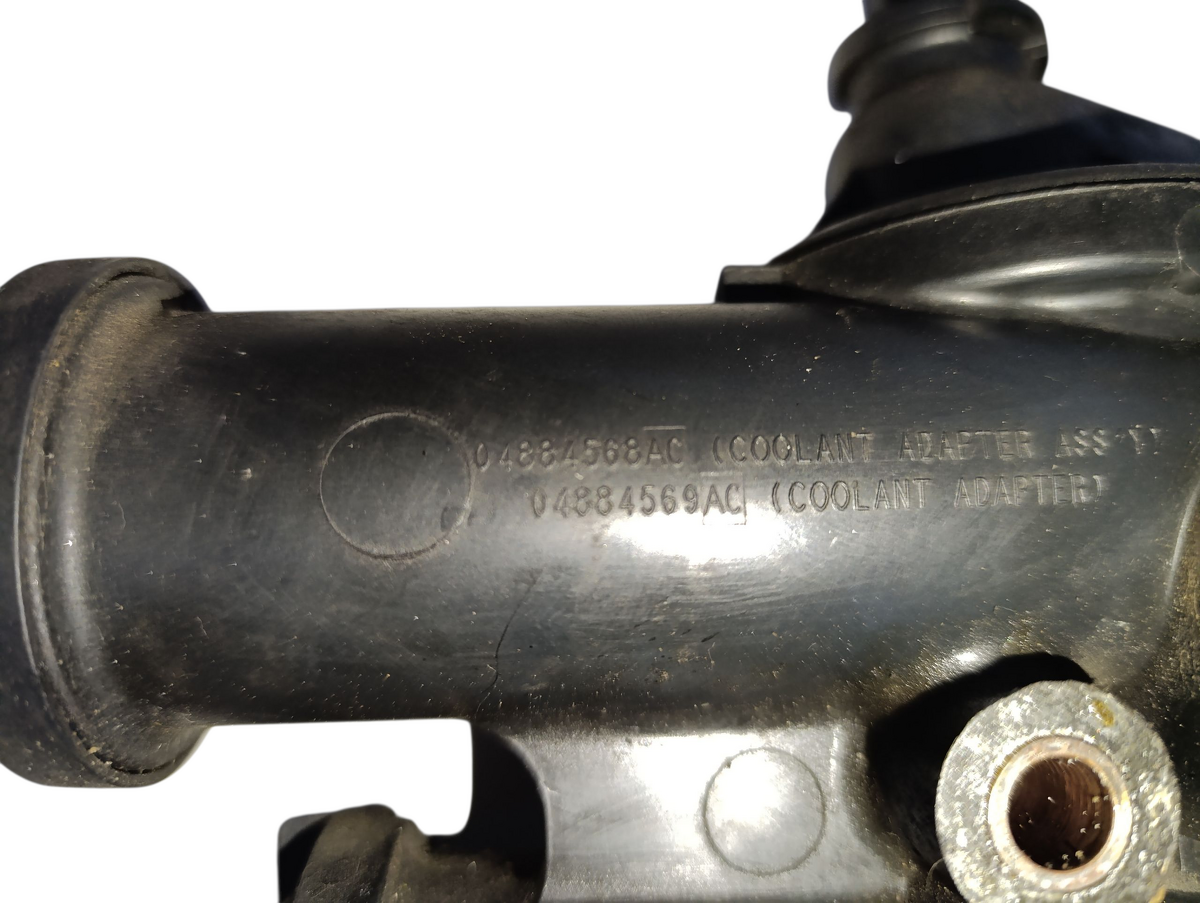 04884568AC (COOLANT ADAPTER ASS'Y)
04884569AC (COOLANT ADAPTER)